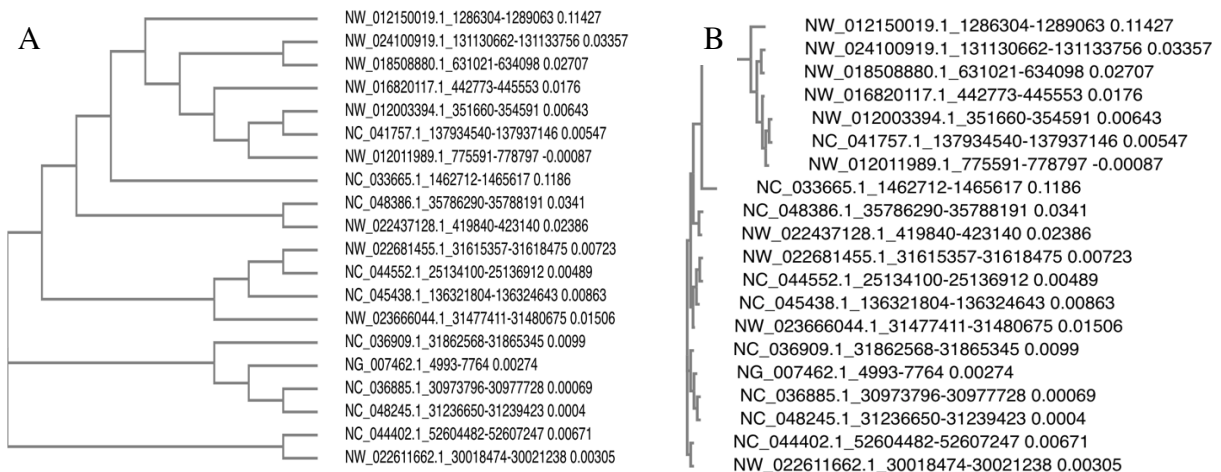 A
NW_012150019.1_1286304-1289063 0.11427
NW_024100919.1_131130662-131133756 0.03357
NW_018508880.1_631021-634098 0.02707
NW_016820117.1_442773-445553 0.0176
NW_012003394.1_351660-354591 0.00643
NC_041757.1_137934540-137937146 0.00547
NW_012011989.1_775591-778797 -0.00087
NC_033665.1_1462712-1465617 0.1186
NC_048386.1_35786290-35788191 0.0341
NW_022437128.1_419840-423140 0.02386
NW_022681455.1_31615357-31618475 0.00723
NC_044552.1_25134100-25136912 0.00489
NC_045438.1_136321804-136324643 0.00863
NW_023666044.1_31477411-31480675 0.01506
NC_036909.1_31862568-31865345 0.0099
NG_007462.1_4993-7764 0.00274
NC_036885.1_30973796-30977728 0.00069
NC_048245.1_31236650-31239423 0.0004
NC_044402.1_52604482-52607247 0.00671
NW_022611662.1_30018474-30021238 0.00305
B
NW_012150019.1_1286304-1289063 0.11427
NW_024100919.1_131130662-131133756 0.03357
NW_018508880.1_631021-634098 0.02707
NW_016820117.1_442773-445553 0.0176
NW_012003394.1_351660-354591 0.00643
NC_041757.1_137934540-137937146 0.00547
NW_012011989.1_775591-778797 -0.00087
NC_033665.1_1462712-1465617 0.1186
NC_048386.1_35786290-35788191 0.0341
NW_022437128.1_419840-423140 0.02386
NW_022681455.1_31615357-31618475 0.00723
NC_044552.1_25134100-25136912 0.00489
NC_045438.1_136321804-136324643 0.00863
NW_023666044.1_31477411-31480675 0.01506
NC_036909.1_31862568-31865345 0.0099
NG_007462.1_4993-7764 0.00274
NC_036885.1_30973796-30977728 0.00069
NC_048245.1_31236650-31239423 0.0004
NC_044402.1_52604482-52607247 0.00671
NW_022611662.1_30018474-30021238 0.00305